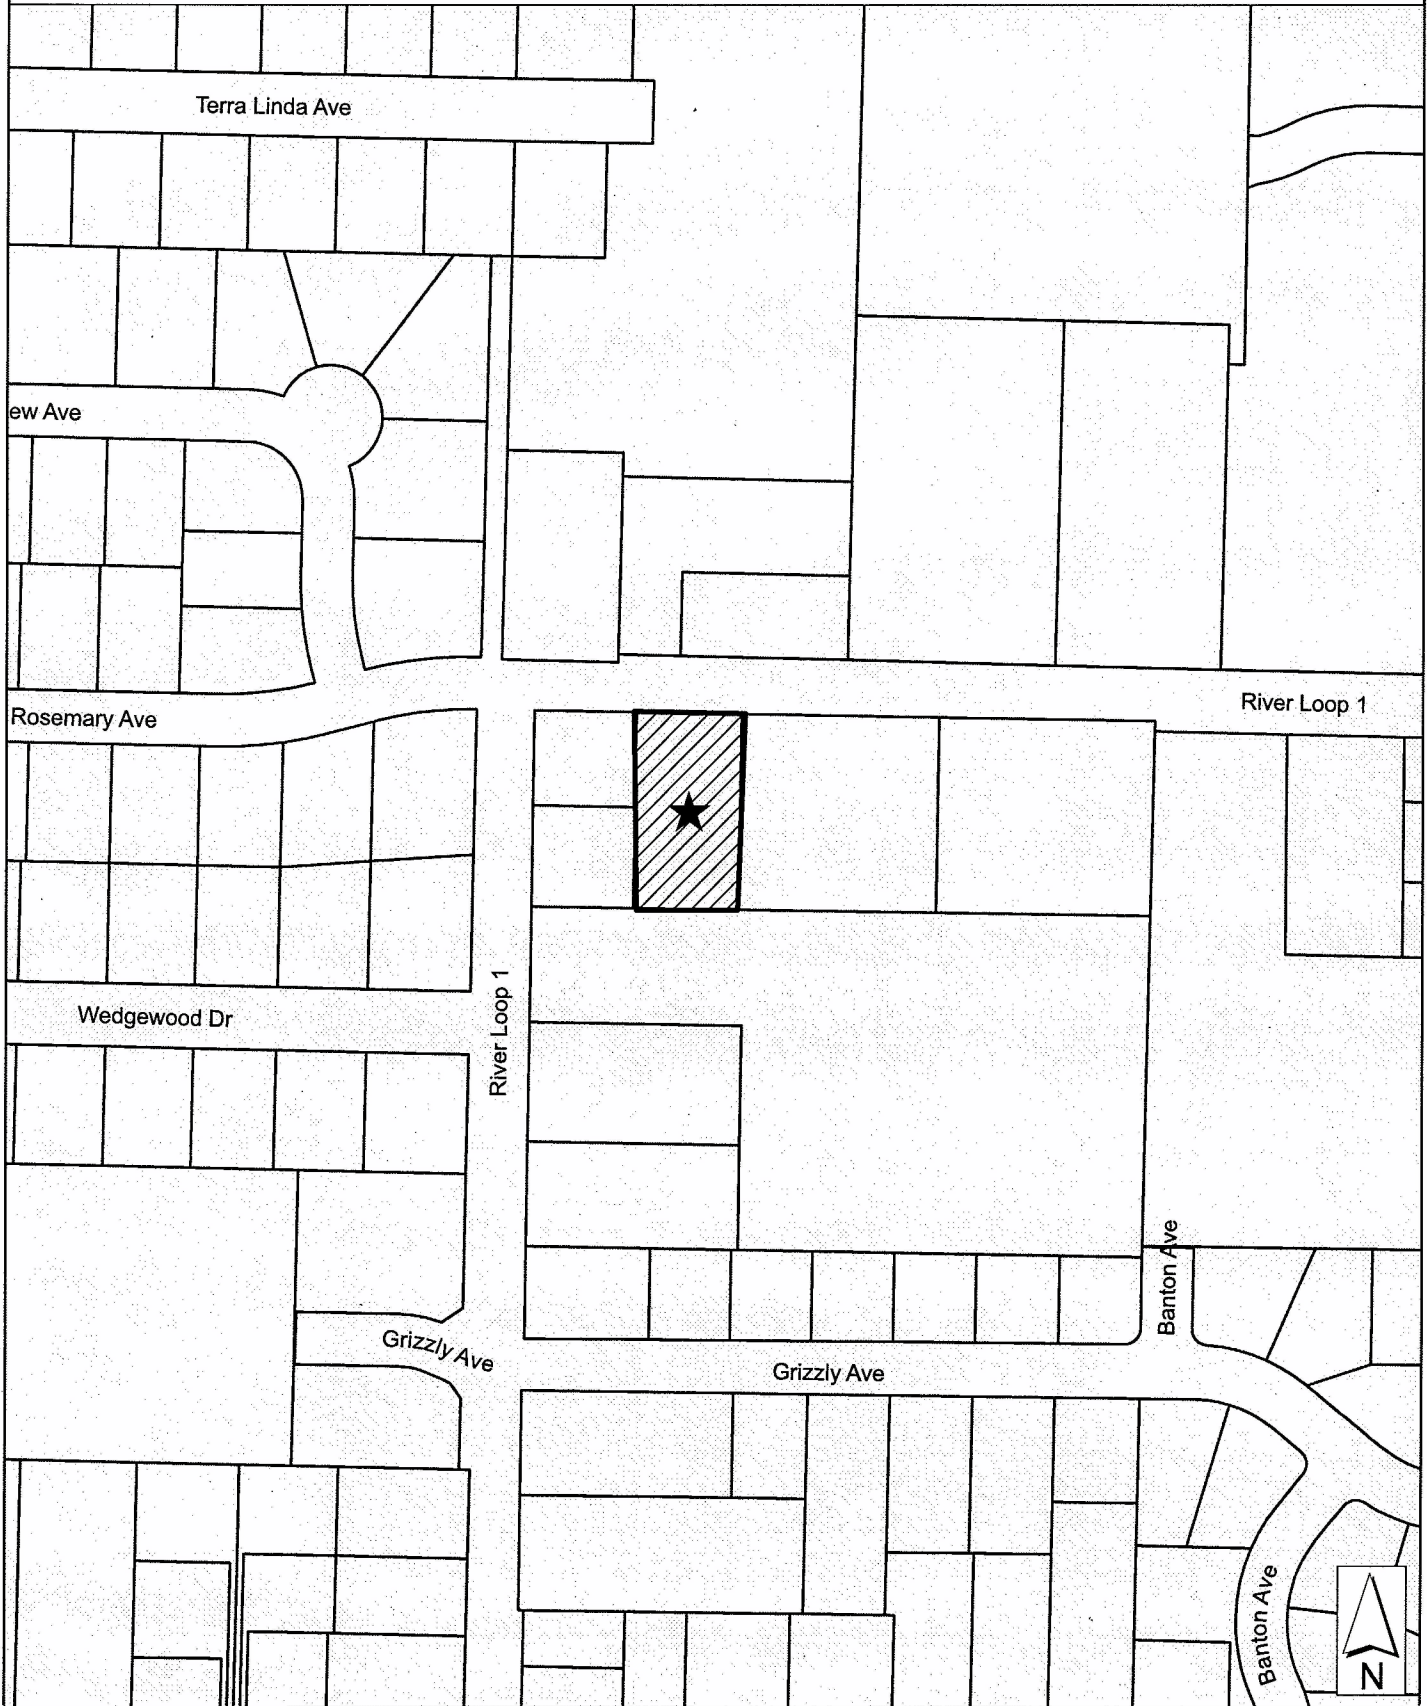 Terra Linda Ave
ew Ave
River Loop 1
Rosemary Ave
River Loop 1
Wedgewood Dr
Banton Ave
Grizzly Ave
Grizzly Ave
Banton Ave
N